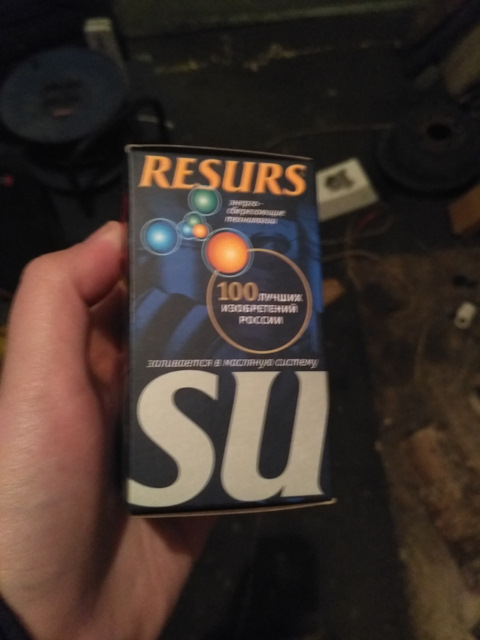 RESURS
энерго-
сберегающие
технологии
100 ЛУЧШИХ
ИЗОБРЕТЕНИЙ
РОССИИ
заливается в масляную систему
su